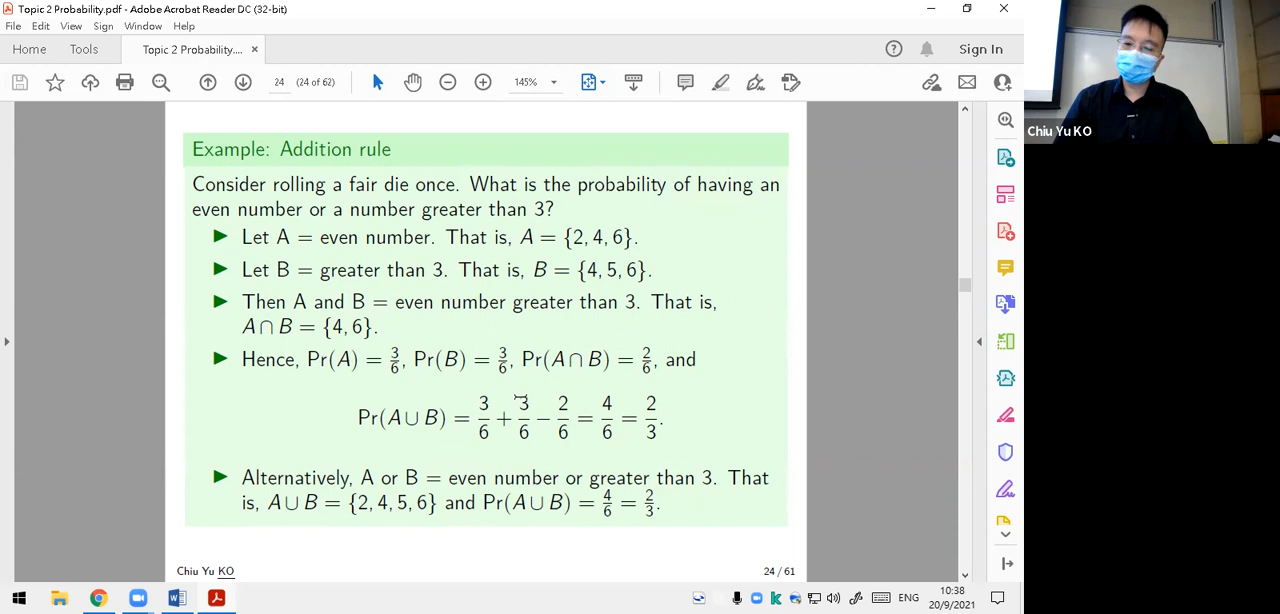 Topic 2 Probability.pdf - Adobe Acrobat Reader DC (32-bit)
File Edit View Sign Window Help
Home Tools Topic 2 Probability.... × Sign In
24 (24 of 62) 145%
Chiu Yu KO
Example: Addition rule
Consider rolling a fair die once. What is the probability of having an
even number or a number greater than 3?
Let A = even number. That is, A = {2, 4, 6}.
Let B = greater than 3. That is, B = {4, 5, 6}.
Then A and B = even number greater than 3. That is,
A ∩ B = {4, 6}.
Hence, Pr(A) = 3/6, Pr(B) = 3/6, Pr(A ∩ B) = 2/6, and
Pr(A ∪ B) = 3/6 + 3/6 − 2/6 = 4/6 = 2/3.
Alternatively, A or B = even number or greater than 3. That
is, A ∪ B = {2, 4, 5, 6} and Pr(A ∪ B) = 4/6 = 2/3.
Chiu Yu KO 24 / 61
ENG
10:38
20/9/2021